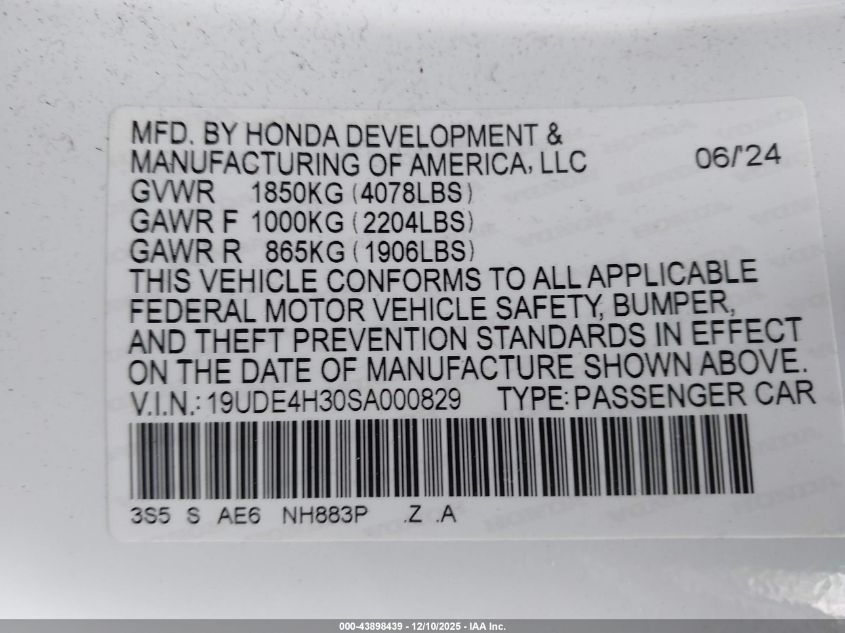 MFD. BY HONDA DEVELOPMENT &
MANUFACTURING OF AMERICA, LLC 06/'24
GVWR 1850KG (4078LBS)
GAWR F 1000KG (2204LBS)
GAWR R 865KG (1906LBS)
THIS VEHICLE CONFORMS TO ALL APPLICABLE
FEDERAL MOTOR VEHICLE SAFETY, BUMPER,
AND THEFT PREVENTION STANDARDS IN EFFECT
ON THE DATE OF MANUFACTURE SHOWN ABOVE.
V.I.N.: 19UDE4H30SA000829 TYPE: PASSENGER CAR
3S5 S AE6 NH883P .Z .A
000-43898439 - 12/10/2025 - IAA Inc.